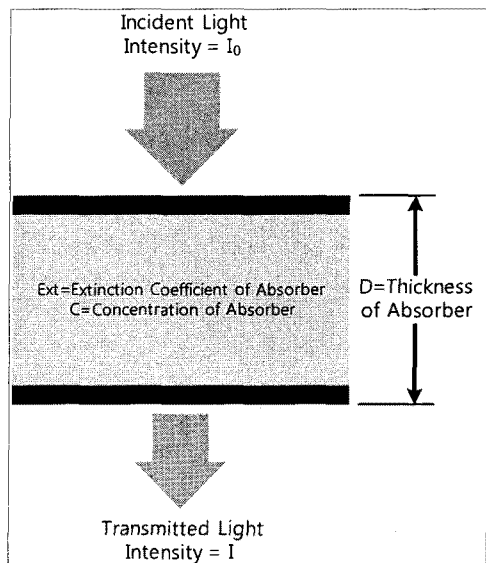 Incident Light
Intensity = I₀
Ext=Extinction Coefficient of Absorber
C=Concentration of Absorber
D=Thickness
of Absorber
Transmitted Light
Intensity = I